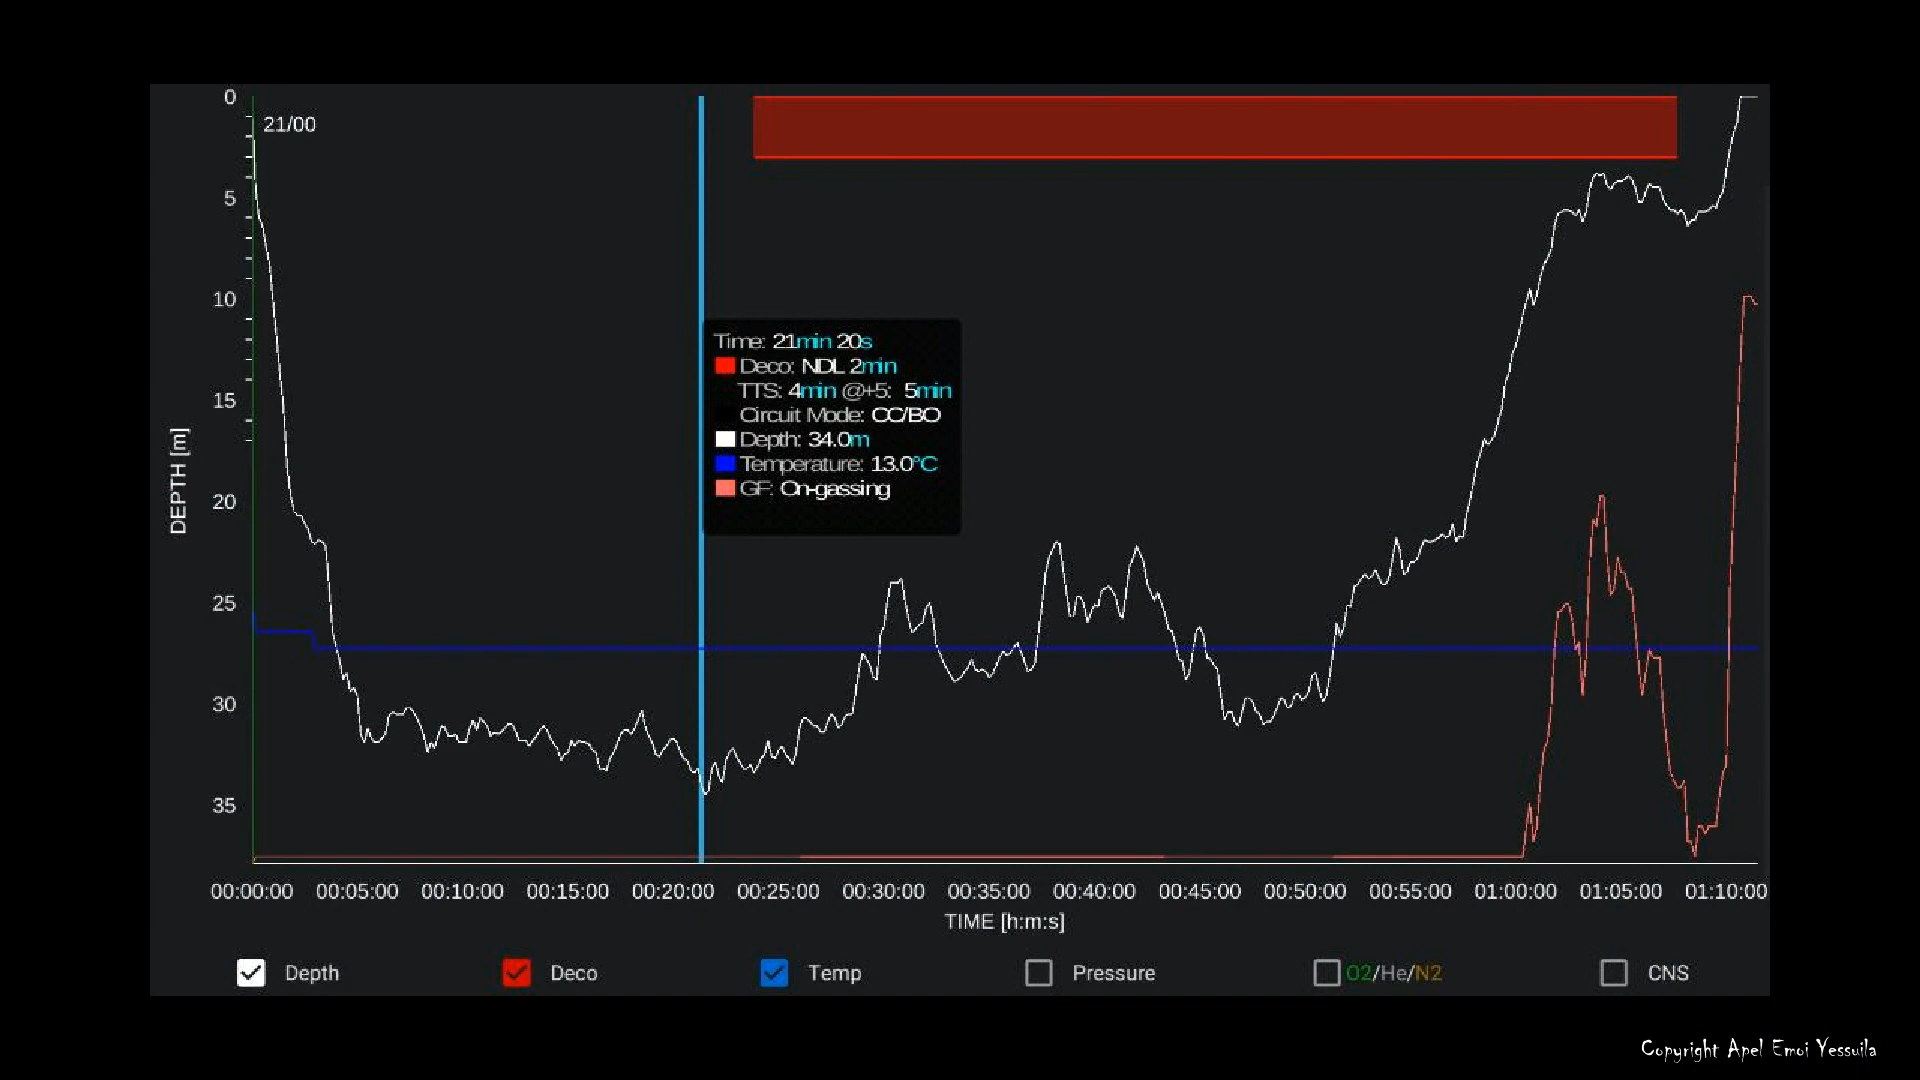 0
21/00
5
10
15
20
25
30
35
DEPTH [m]
Time: 21min 20s
Deco: NDL 2min
TTS: 4min @+5: 5min
Circuit Mode: CC/BO
Depth: 34.0m
Temperature: 13.0°C
GF: On-gassing
00:00:00 00:05:00 00:10:00 00:15:00 00:20:00 00:25:00 00:30:00 00:35:00 00:40:00 00:45:00 00:50:00 00:55:00 01:00:00 01:05:00 01:10:00
TIME [h:m:s]
Depth Deco Temp Pressure O2/He/N2 CNS
Copyright Apel Emoi Yessuila